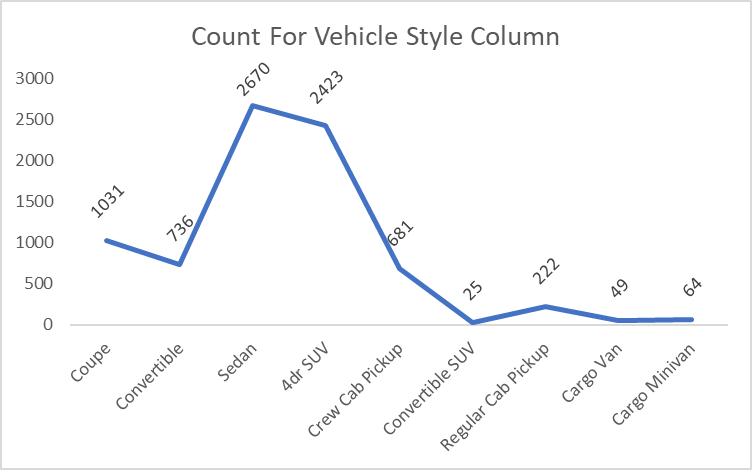 Count For Vehicle Style Column
3000
2500
2000
1500
1000
500
0
1031
736
2670
2423
681
25
222
49
64
Coupe
Convertible
Sedan
4dr SUV
Crew Cab Pickup
Convertible SUV
Regular Cab Pickup
Cargo Van
Cargo Minivan